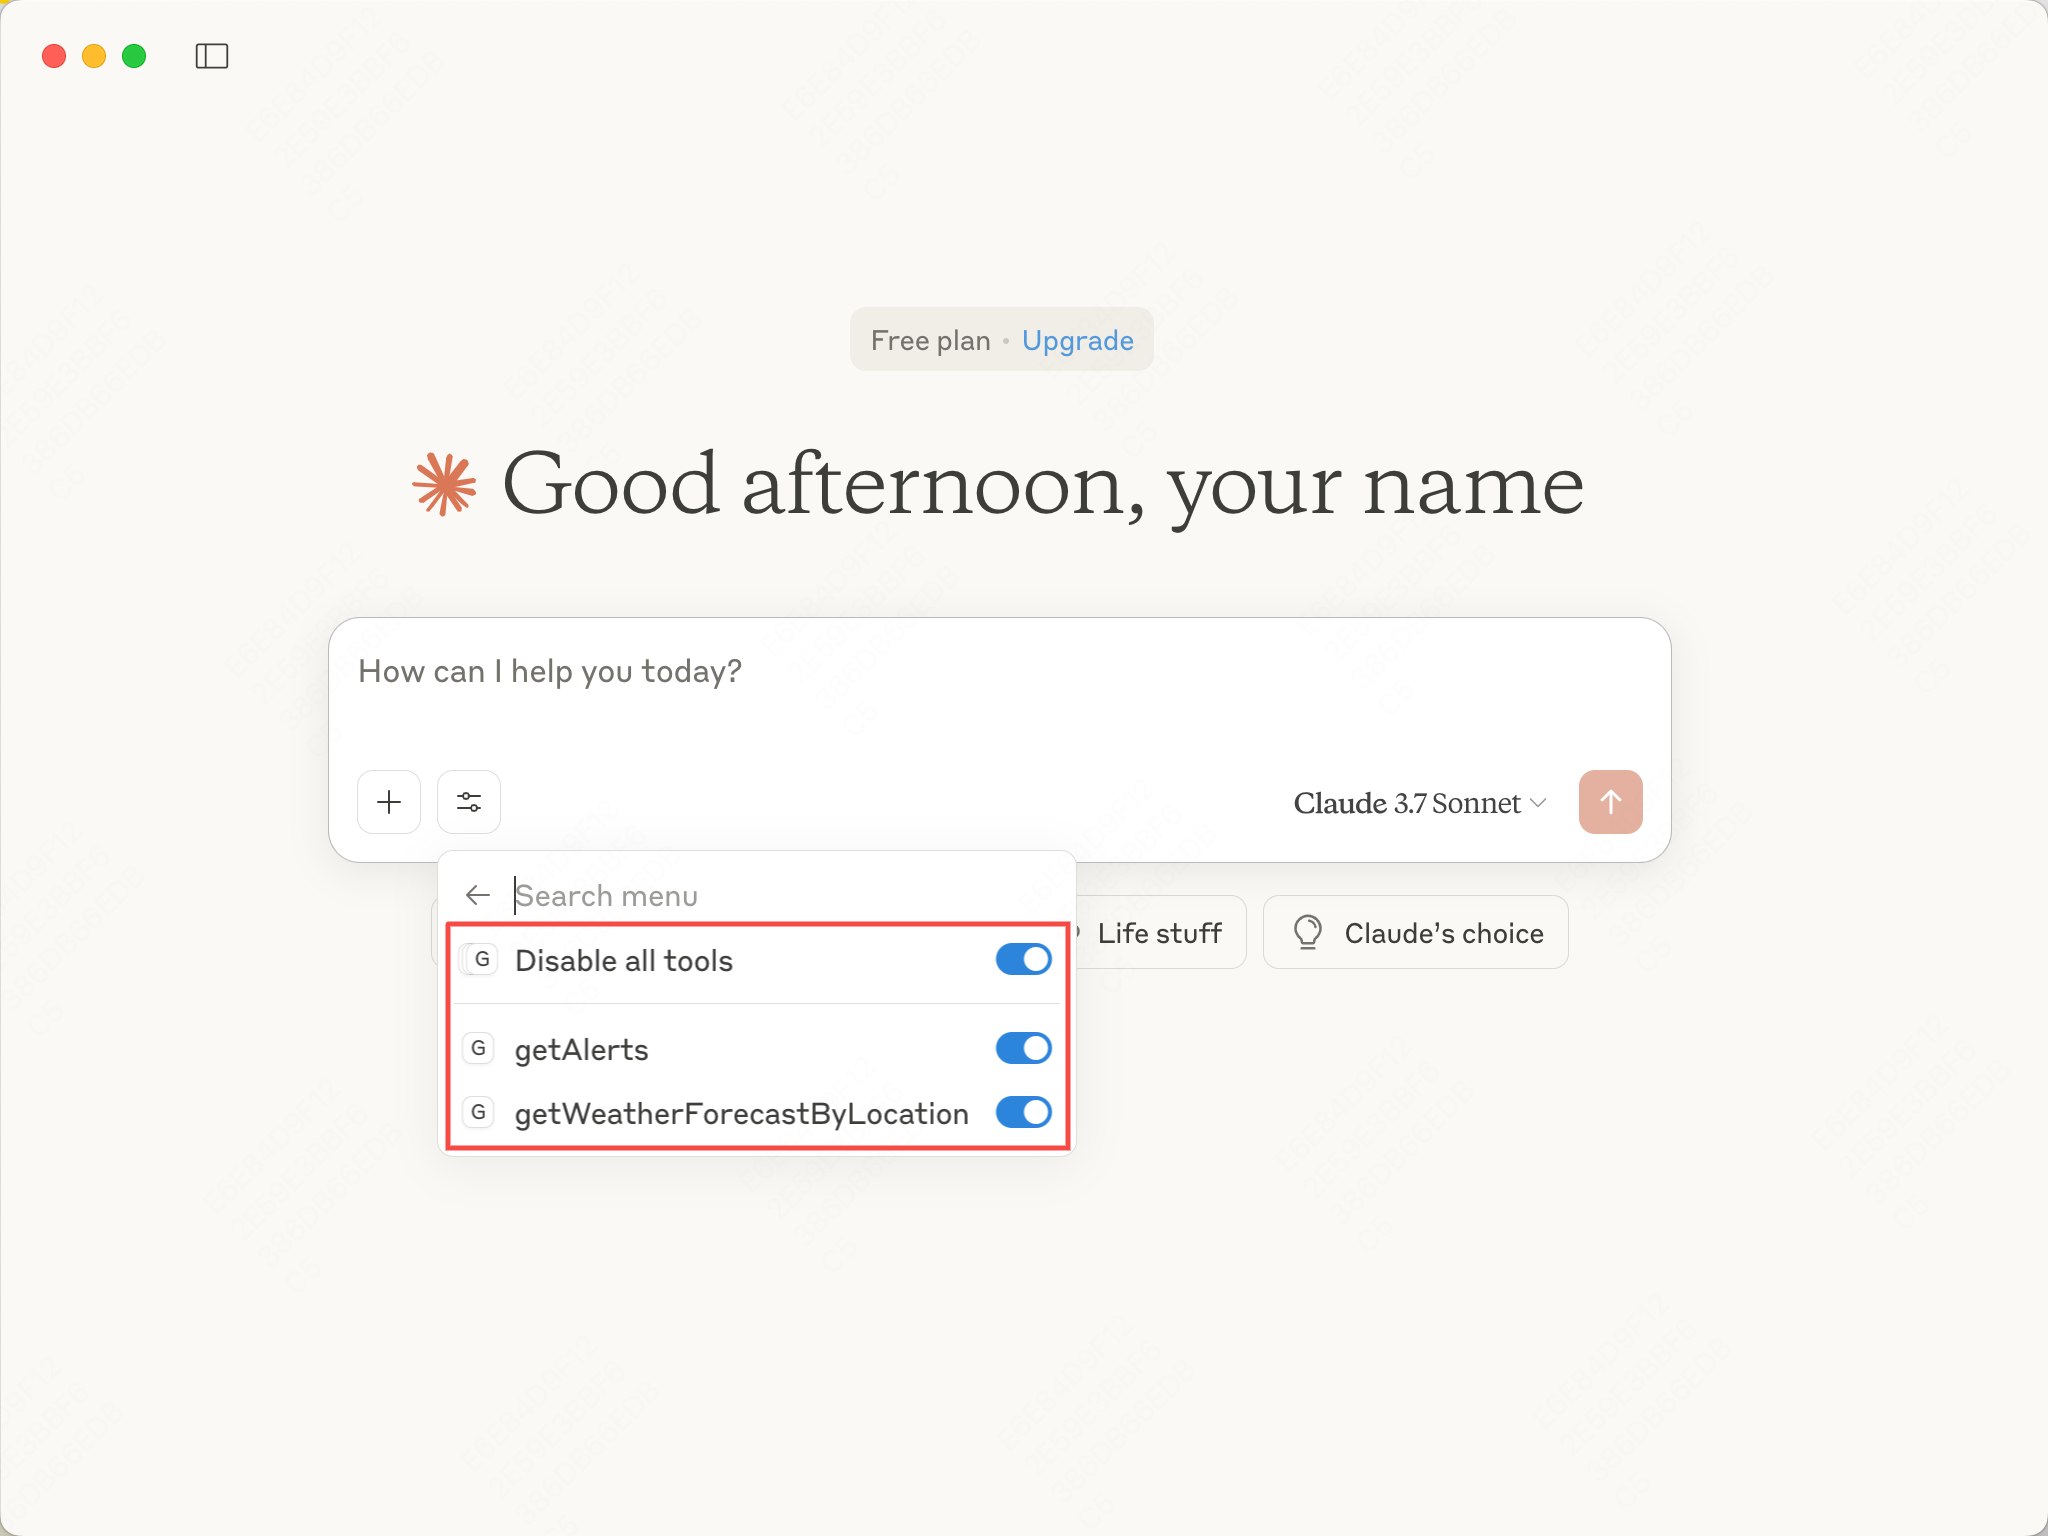 Free plan • Upgrade
Good afternoon, your name
How can I help you today?
Claude 3.7 Sonnet
Search menu
Life stuff
Claude's choice
G Disable all tools
G getAlerts
G getWeatherForecastByLocation